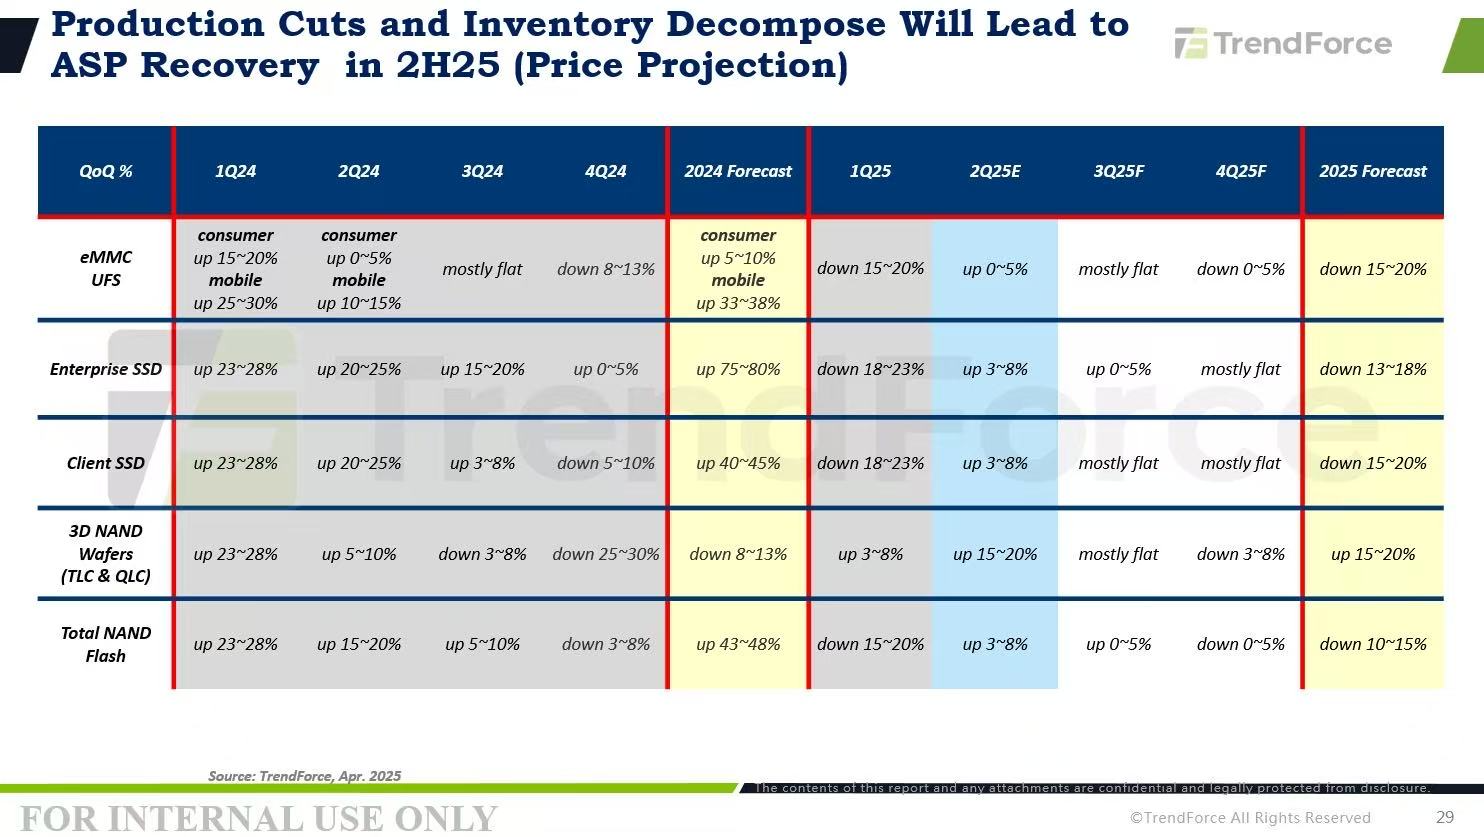 Production Cuts and Inventory Decompose Will Lead to
ASP Recovery in 2H25 (Price Projection)
TrendForce
QoQ % 1Q24 2Q24 3Q24 4Q24 2024 Forecast 1Q25 2Q25E 3Q25F 4Q25F 2025 Forecast
eMMC
UFS
consumer
up 15~20%
mobile
up 25~30%
consumer
up 0~5%
mobile
up 10~15%
mostly flat
down 8~13%
consumer
up 5~10%
mobile
up 33~38%
down 15~20%
up 0~5%
mostly flat
down 0~5%
down 15~20%
Enterprise SSD up 23~28% up 20~25% up 15~20% up 0~5% up 75~80% down 18~23% up 3~8% up 0~5% mostly flat down 13~18%
Client SSD up 23~28% up 20~25% up 3~8% down 5~10% up 40~45% down 18~23% up 3~8% mostly flat mostly flat down 15~20%
3D NAND
Wafers
(TLC & QLC)
up 23~28% up 5~10% down 3~8% down 25~30% down 8~13% up 3~8% up 15~20% mostly flat down 3~8% up 15~20%
Total NAND
Flash
up 23~28% up 15~20% up 5~10% down 3~8% up 43~48% down 15~20% up 3~8% up 0~5% down 0~5% down 10~15%
TrendForce
Source: TrendForce, Apr. 2025
The contents of this report and any attachments are confidential and legally protected from disclosure.
FOR INTERNAL USE ONLY
©TrendForce All Rights Reserved 29